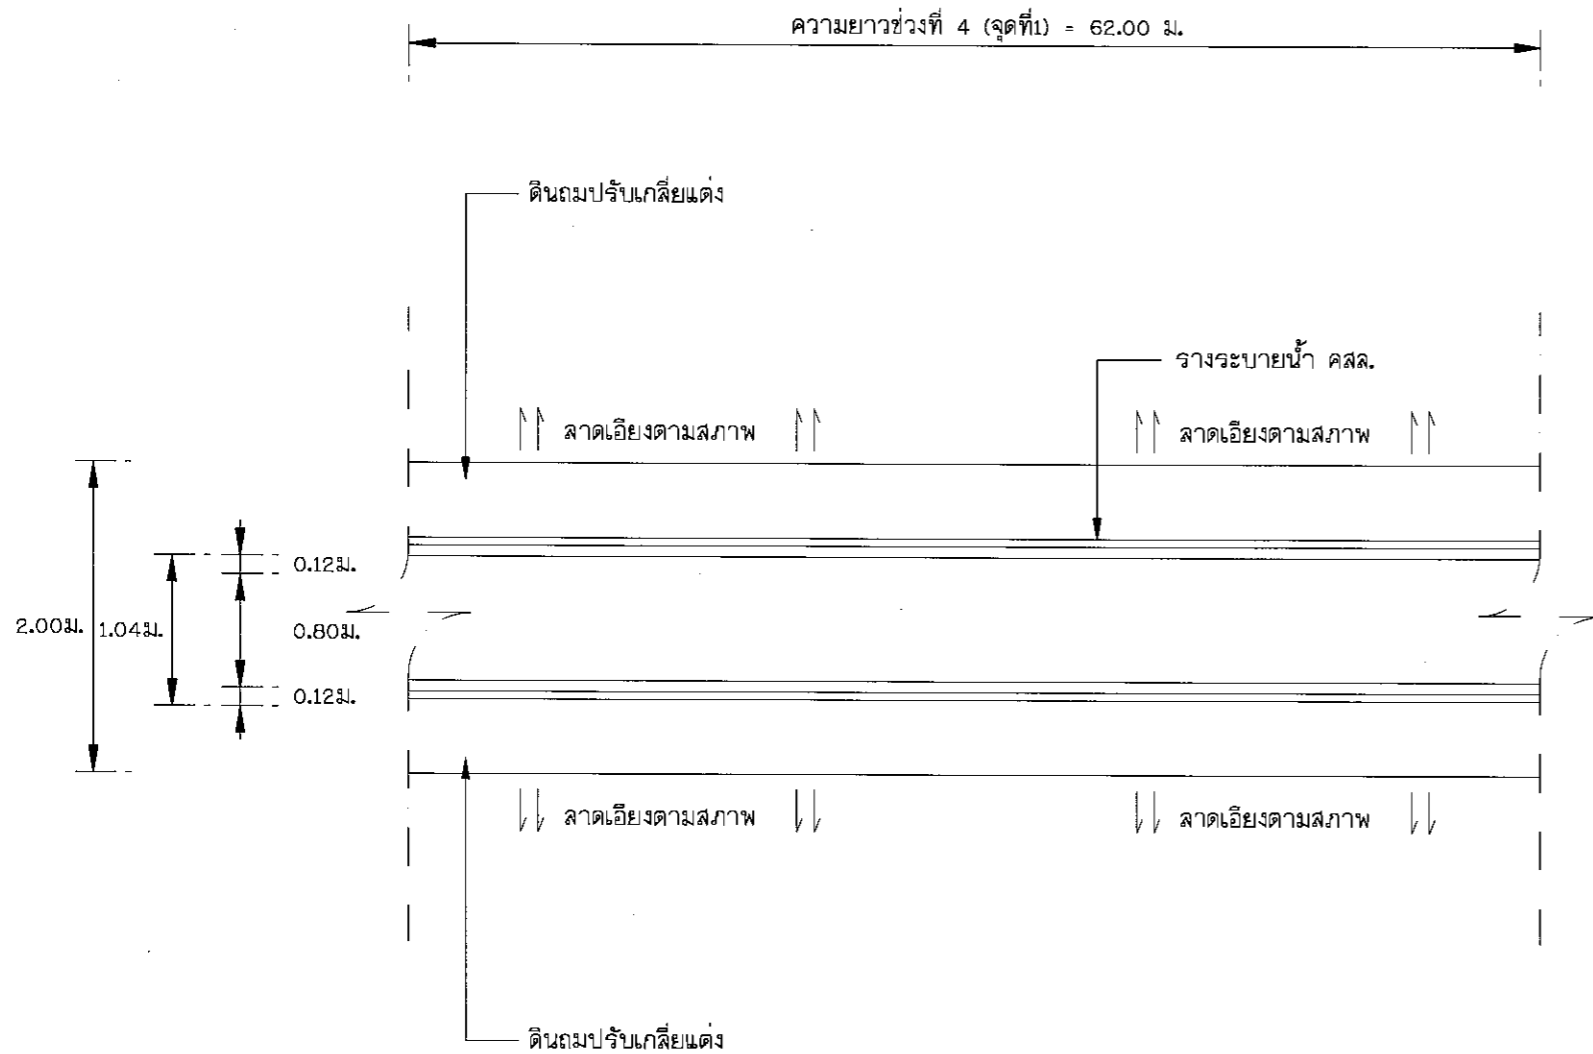 ความยาวช่วงที่ 4 (จุดที่1) = 62.00 ม.
ดินถมปรับเกลี่ยแต่ง
รางระบายน้ำ คสล.
ลาดเอียงตามสภาพ
ลาดเอียงตามสภาพ
0.12ม.
2.00ม.
1.04ม.
0.80ม.
0.12ม.
ลาดเอียงตามสภาพ
ลาดเอียงตามสภาพ
ดินถมปรับเกลี่ยแต่ง